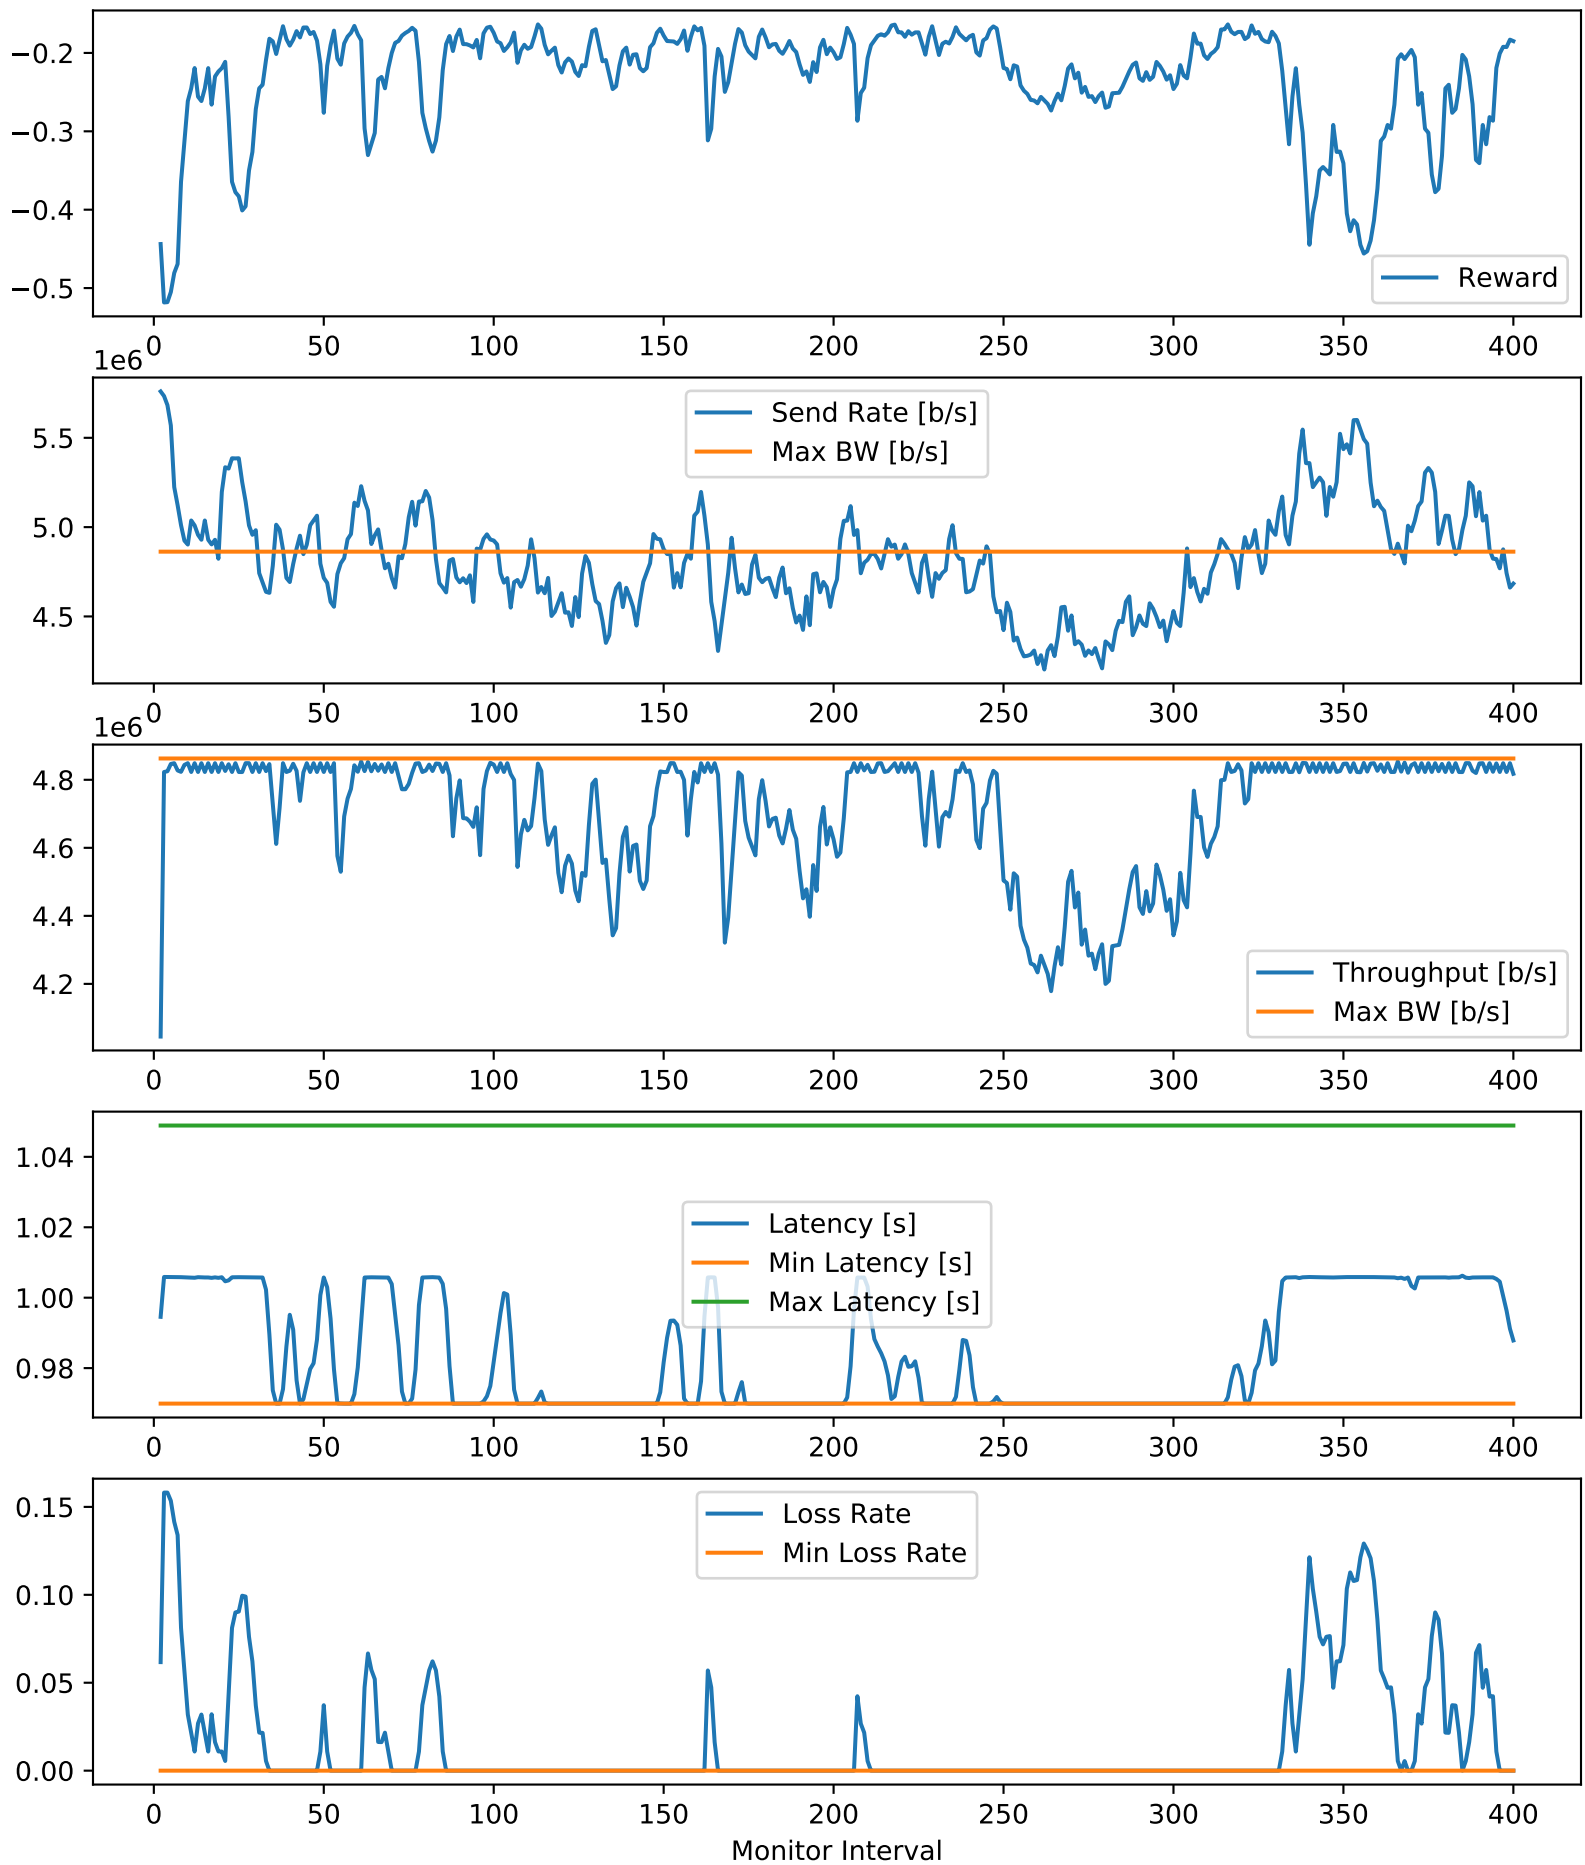 −0.2
−0.3
−0.4
−0.5
Reward
0 50 100 150 200 250 300 350 400
1e6
5.5
5.0
4.5
Send Rate [b/s]
Max BW [b/s]
0 50 100 150 200 250 300 350 400
1e6
4.8
4.6
4.4
4.2
Throughput [b/s]
Max BW [b/s]
0 50 100 150 200 250 300 350 400
1.04
1.02
1.00
0.98
Latency [s]
Min Latency [s]
Max Latency [s]
0 50 100 150 200 250 300 350 400
0.15
0.10
0.05
0.00
Loss Rate
Min Loss Rate
0 50 100 150 200 250 300 350 400
Monitor Interval